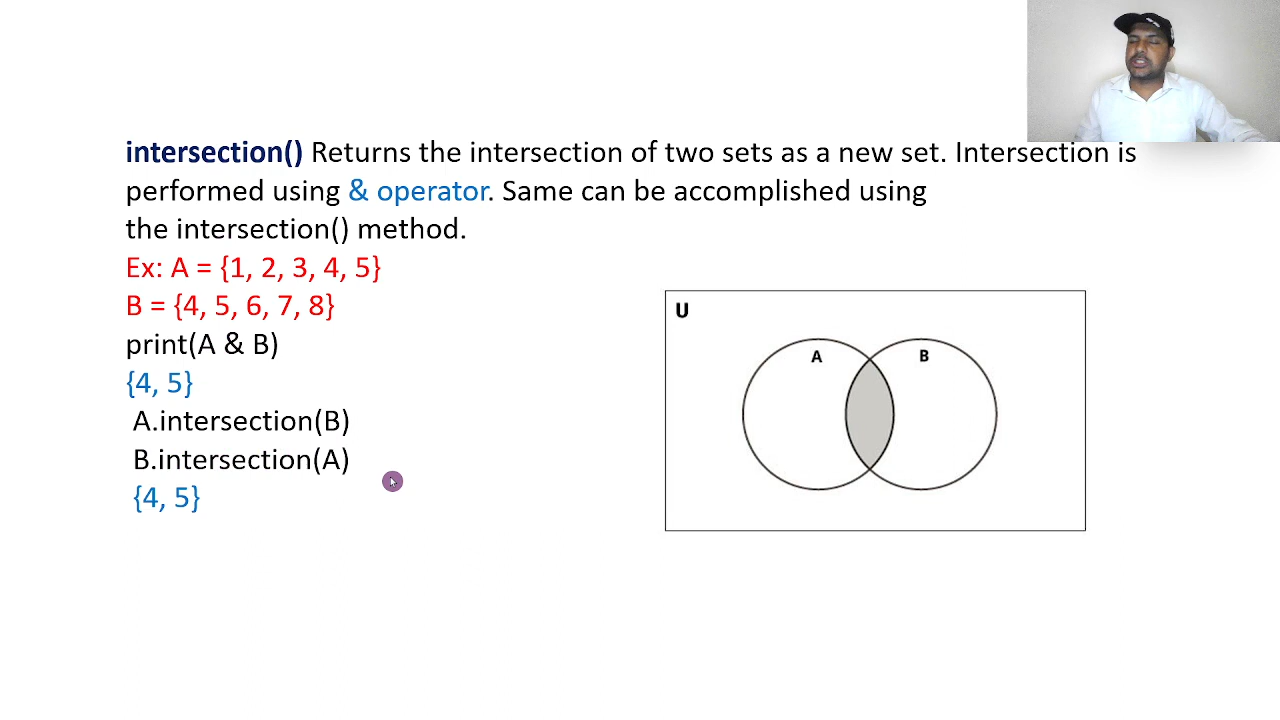 intersection() Returns the intersection of two sets as a new set. Intersection is
performed using & operator. Same can be accomplished using
the intersection() method.
Ex: A = {1, 2, 3, 4, 5}
B = {4, 5, 6, 7, 8}
print(A & B)
{4, 5}
A.intersection(B)
B.intersection(A)
{4, 5}
U
A
B